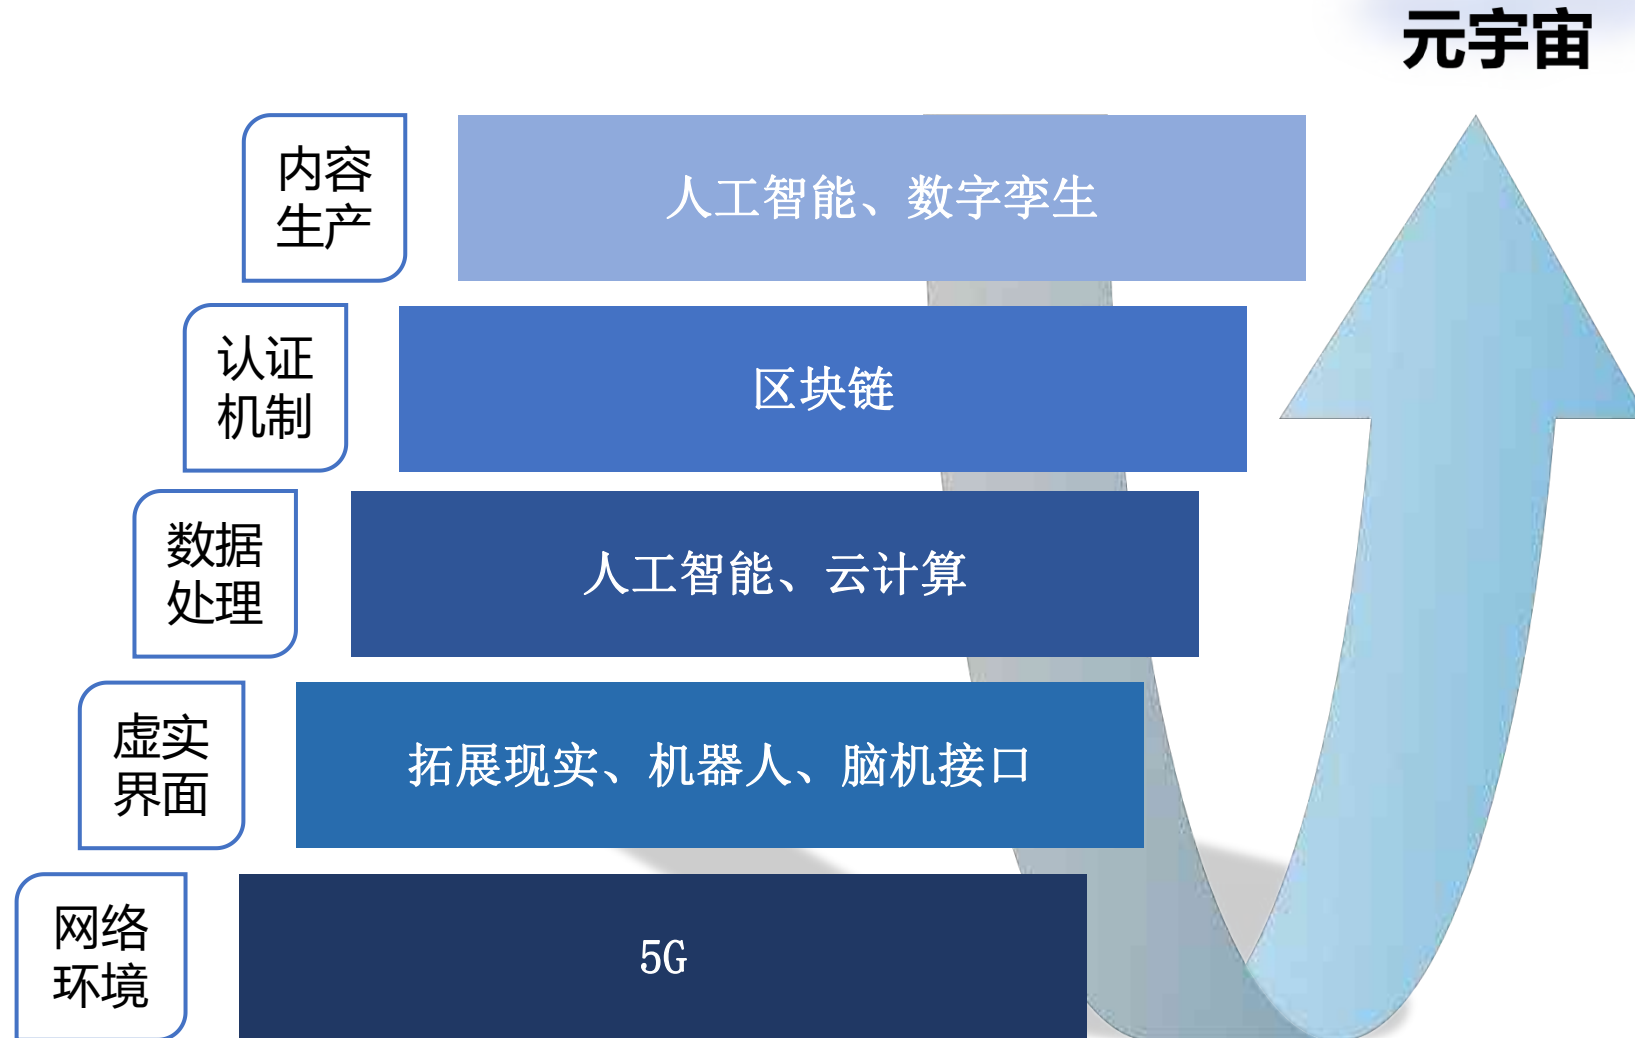 元宇宙
内容
生产
人工智能、数字孪生
认证
机制
区块链
数据
处理
人工智能、云计算
虚实
界面
拓展现实、机器人、脑机接口
网络
环境
5G